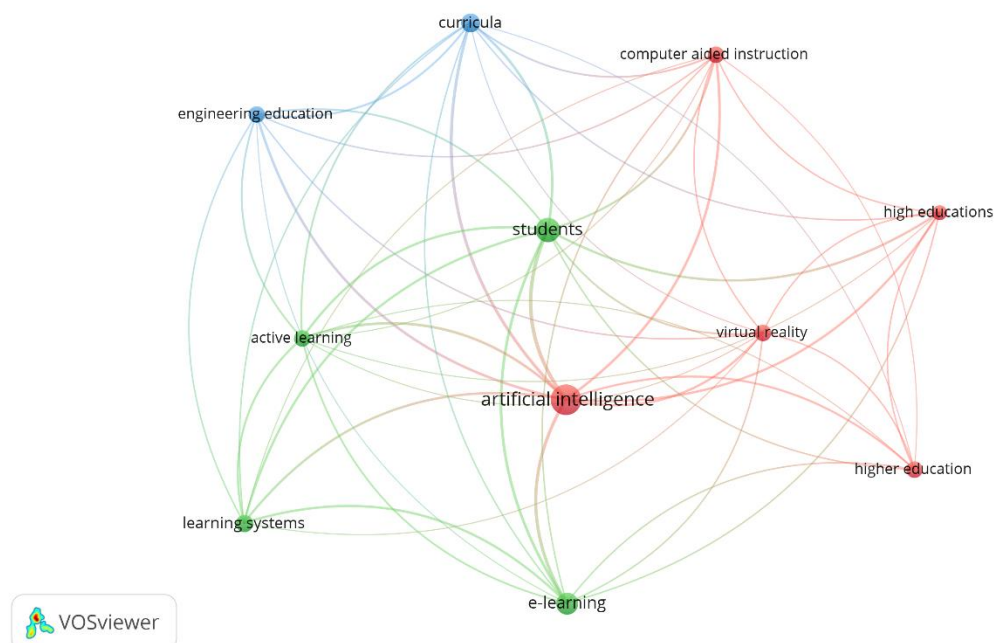 curricula
computer aided instruction
engineering education
high educations
students
virtual reality
active learning
artificial intelligence
higher education
learning systems
e-learning
VOSviewer